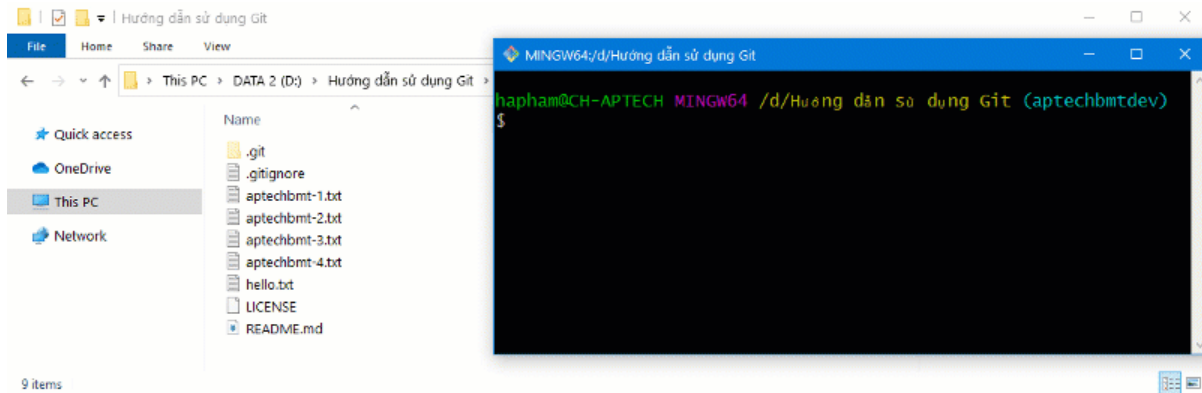 Hướng dẫn sử dụng Git
File Home Share View
This PC > DATA 2 (D:) > Hướng dẫn sử dụng Git >
Quick access
OneDrive
This PC
Network
Name
.git
.gitignore
aptechbmt-1.txt
aptechbmt-2.txt
aptechbmt-3.txt
aptechbmt-4.txt
hello.txt
LICENSE
README.md
9 items
MINGW64:/d/Hướng dẫn sử dụng Git
hapham@CH-APTECH MINGW64 /d/Hướng dẫn sử dụng Git (aptechbmtdev)
$